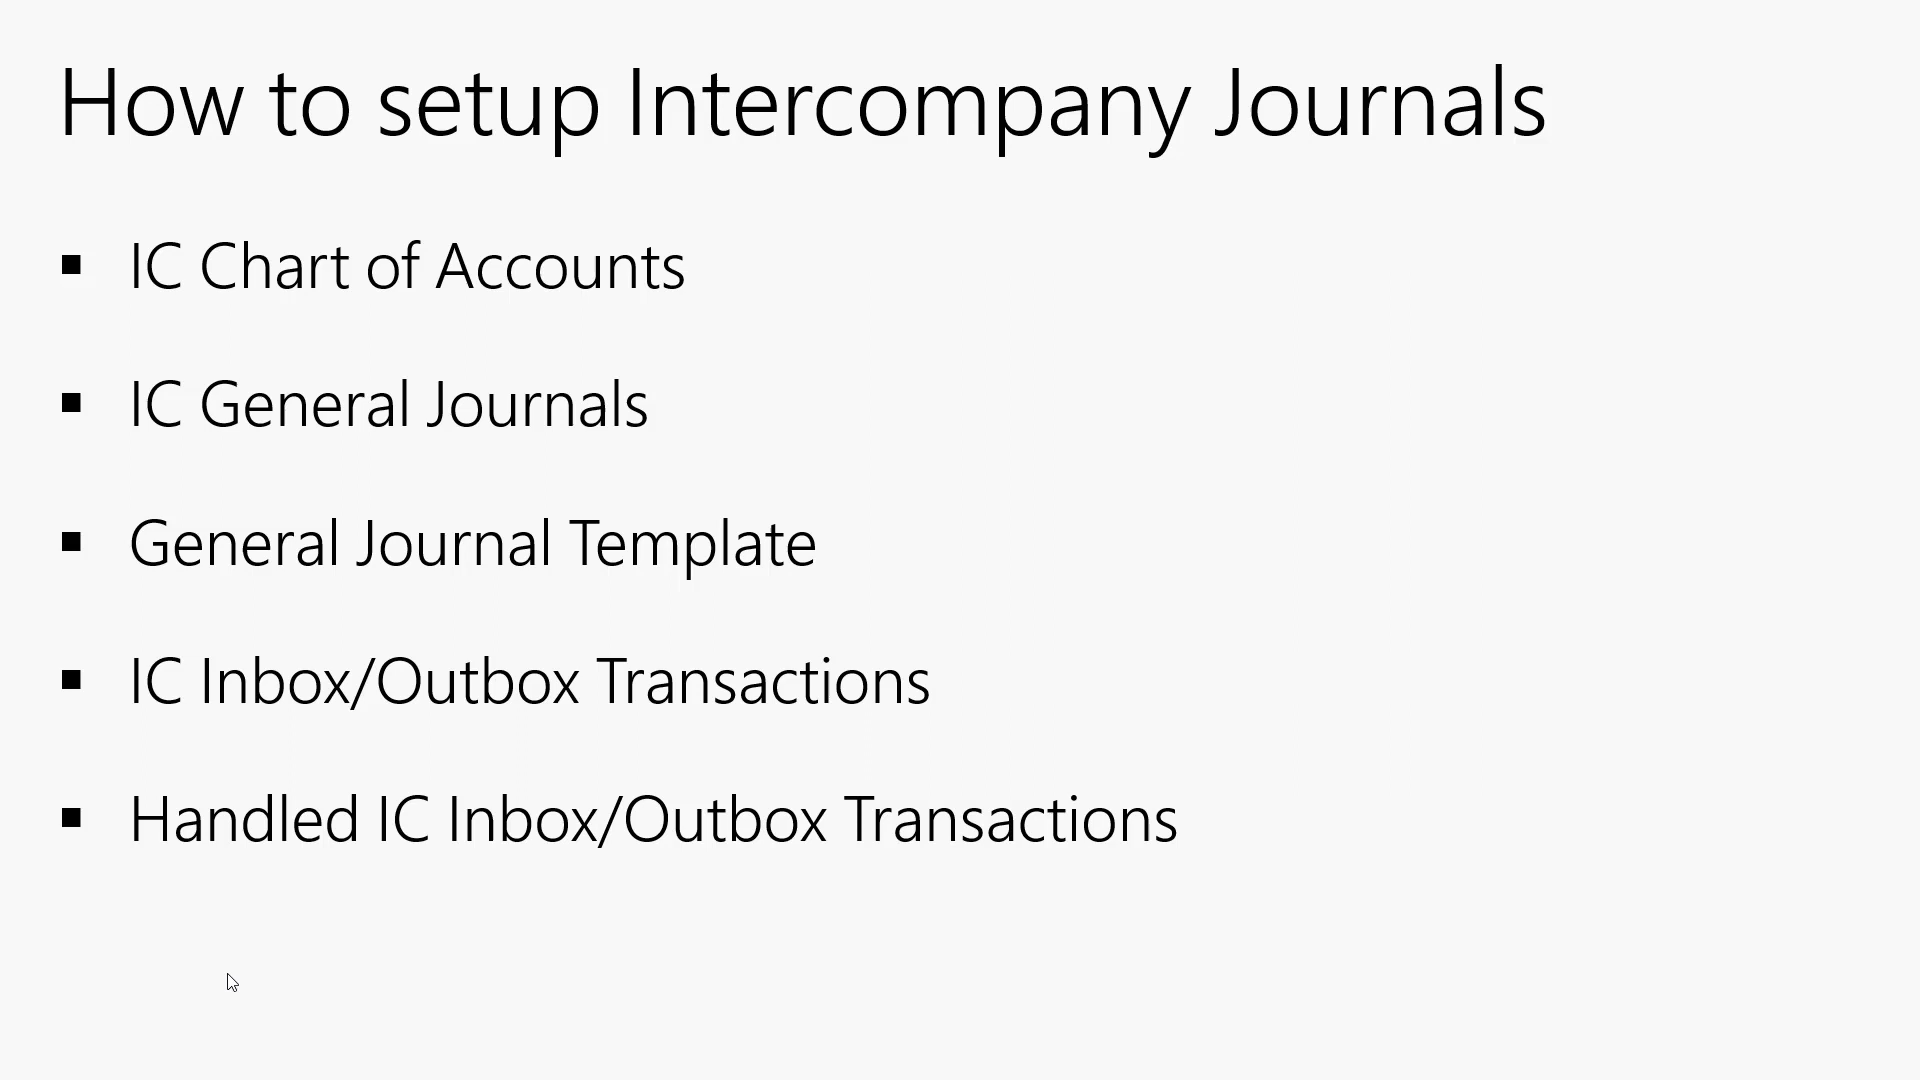 How to setup Intercompany Journals
▪ IC Chart of Accounts
▪ IC General Journals
▪ General Journal Template
▪ IC Inbox/Outbox Transactions
▪ Handled IC Inbox/Outbox Transactions